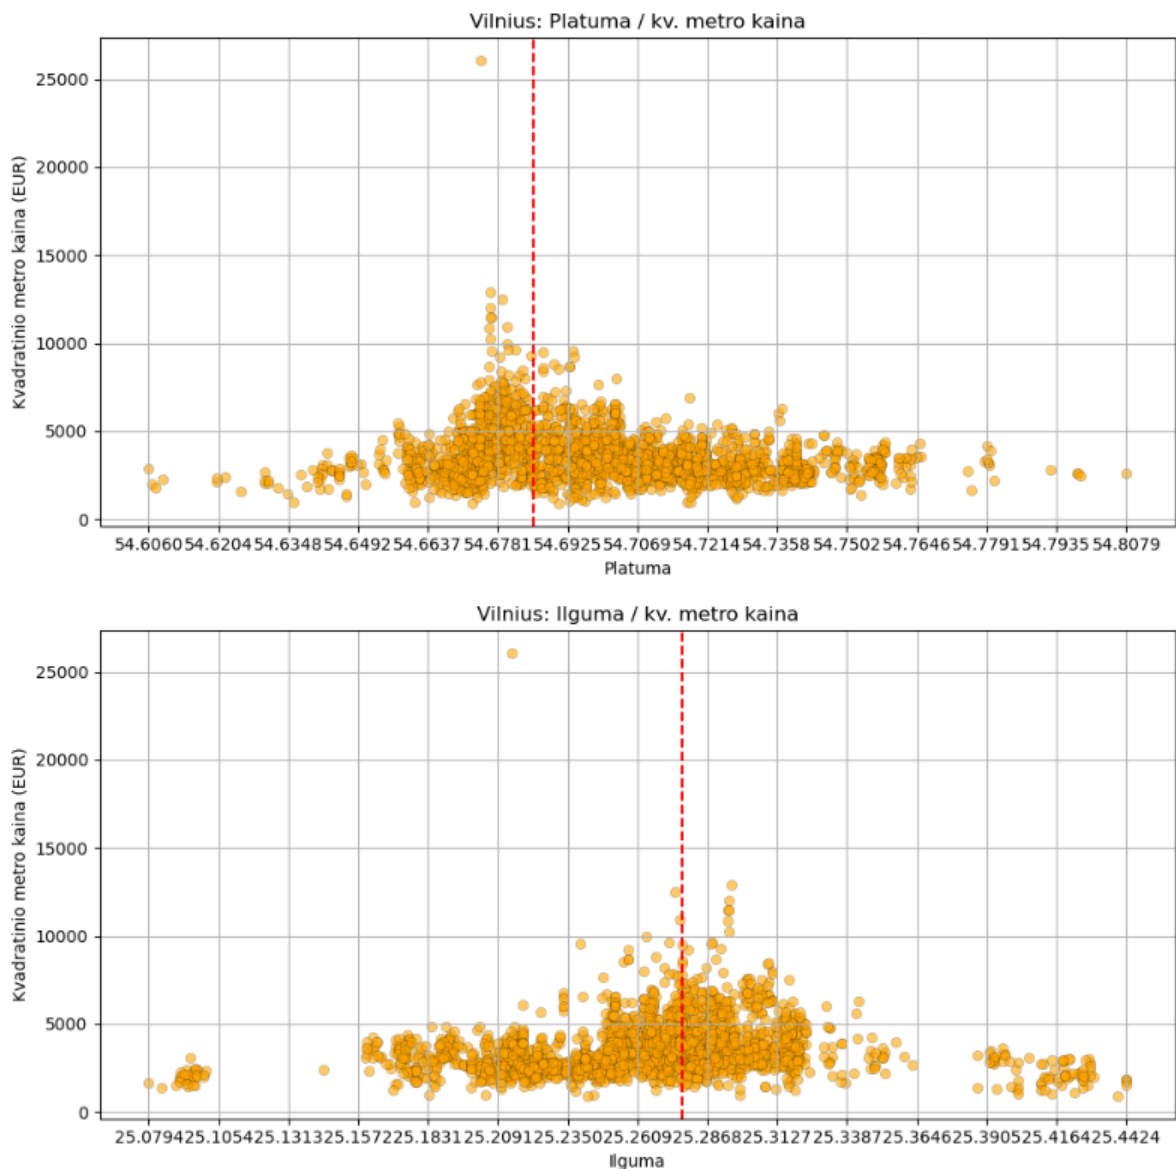 Vilnius: Platuma / kv. metro kaina
Kvadratinio metro kaina (EUR)
25000
20000
15000
10000
5000
0
54.6060 54.6204 54.6348 54.6492 54.6637 54.6781 54.6925 54.7069 54.7214 54.7358 54.7502 54.7646 54.7791 54.7935 54.8079
Platuma
Vilnius: Ilguma / kv. metro kaina
Kvadratinio metro kaina (EUR)
25000
20000
15000
10000
5000
0
25.0794 25.1054 25.1313 25.1572 25.1831 25.2091 25.2350 25.2609 25.2868 25.3127 25.3387 25.3646 25.3905 25.4164 25.4424
Ilguma